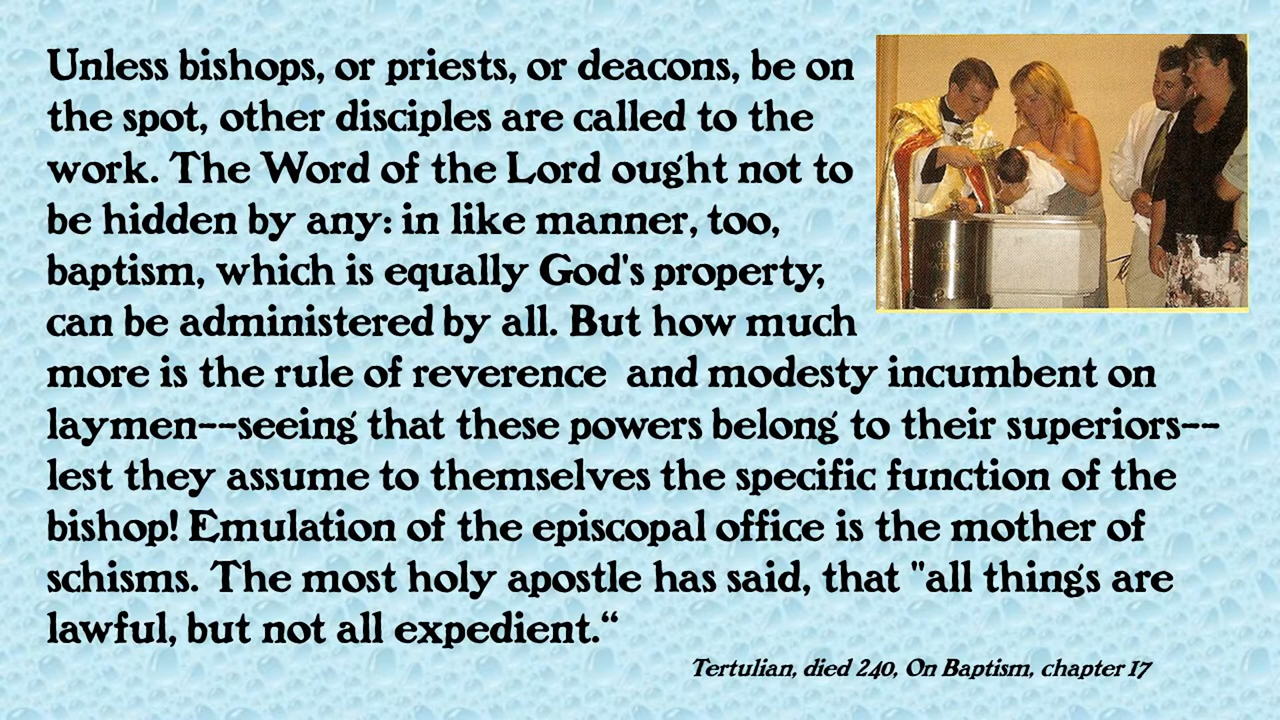 Unless bishops, or priests, or deacons, be on
the spot, other disciples are called to the
work. The Word of the Lord ought not to
be hidden by any: in like manner, too,
baptism, which is equally God's property,
can be administered by all. But how much
more is the rule of reverence  and modesty incumbent on
laymen--seeing that these powers belong to their superiors--
lest they assume to themselves the specific function of the
bishop! Emulation of the episcopal office is the mother of
schisms. The most holy apostle has said, that "all things are
lawful, but not all expedient.“
Tertulian, died 240, On Baptism, chapter 17